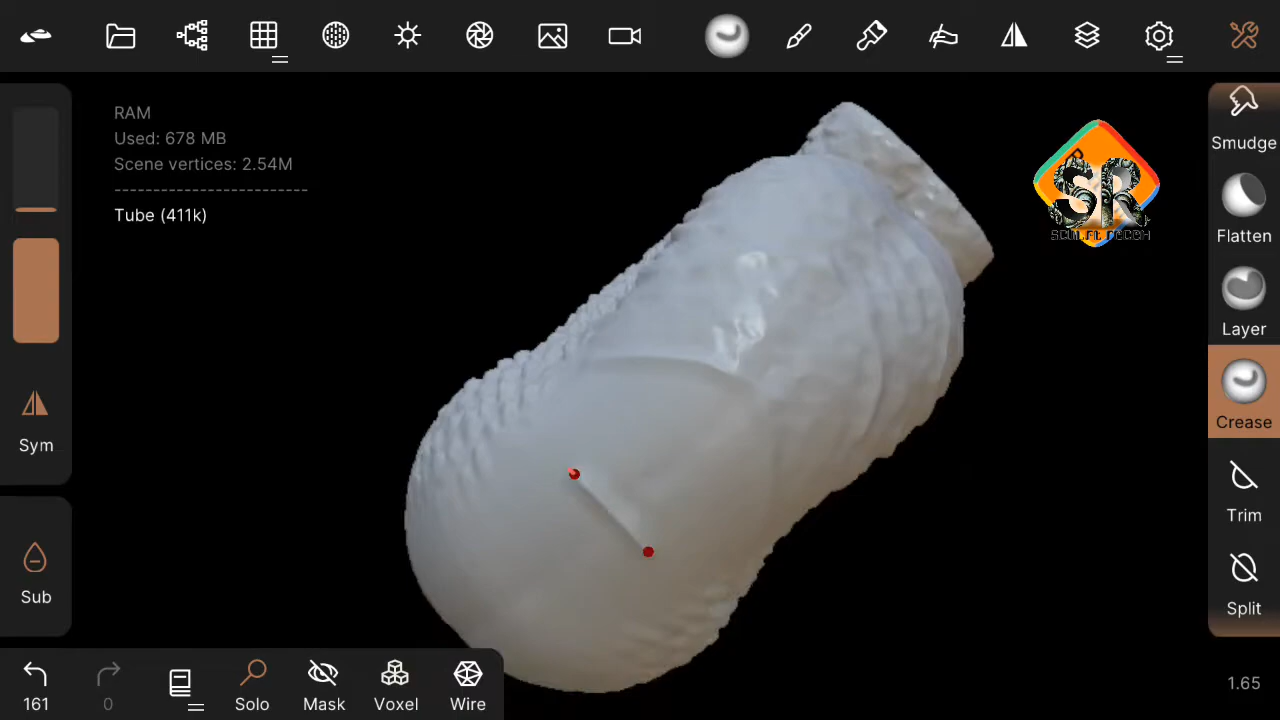 RAM
Used: 678 MB
Scene vertices: 2.54M
-------------------------
Tube (411k)
SR
Smudge
Flatten
Layer
Crease
Trim
Split
Sym
Sub
161
0
Solo
Mask
Voxel
Wire
1.65